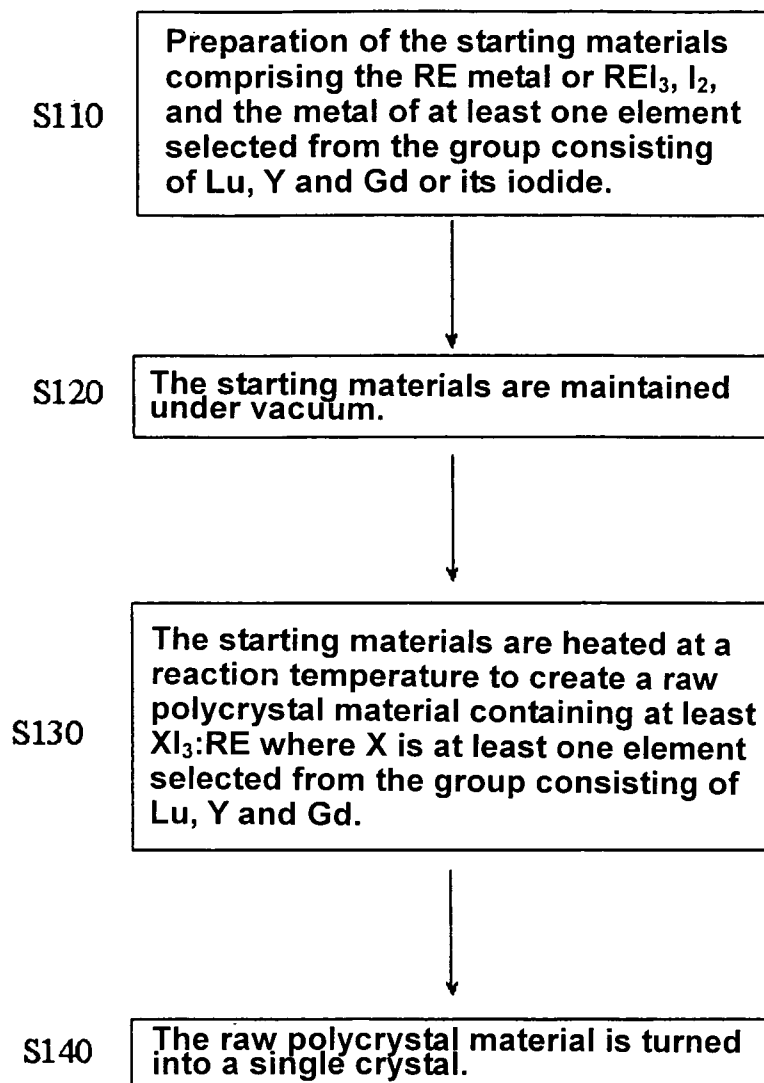 S110
Preparation of the starting materials
comprising the RE metal or REI₃, I₂,
and the metal of at least one element
selected from the group consisting
of Lu, Y and Gd or its iodide.
S120
The starting materials are maintained
under vacuum.
S130
The starting materials are heated at a
reaction temperature to create a raw
polycrystal material containing at least
XI₃:RE where X is at least one element
selected from the group consisting of
Lu, Y and Gd.
S140
The raw polycrystal material is turned
into a single crystal.